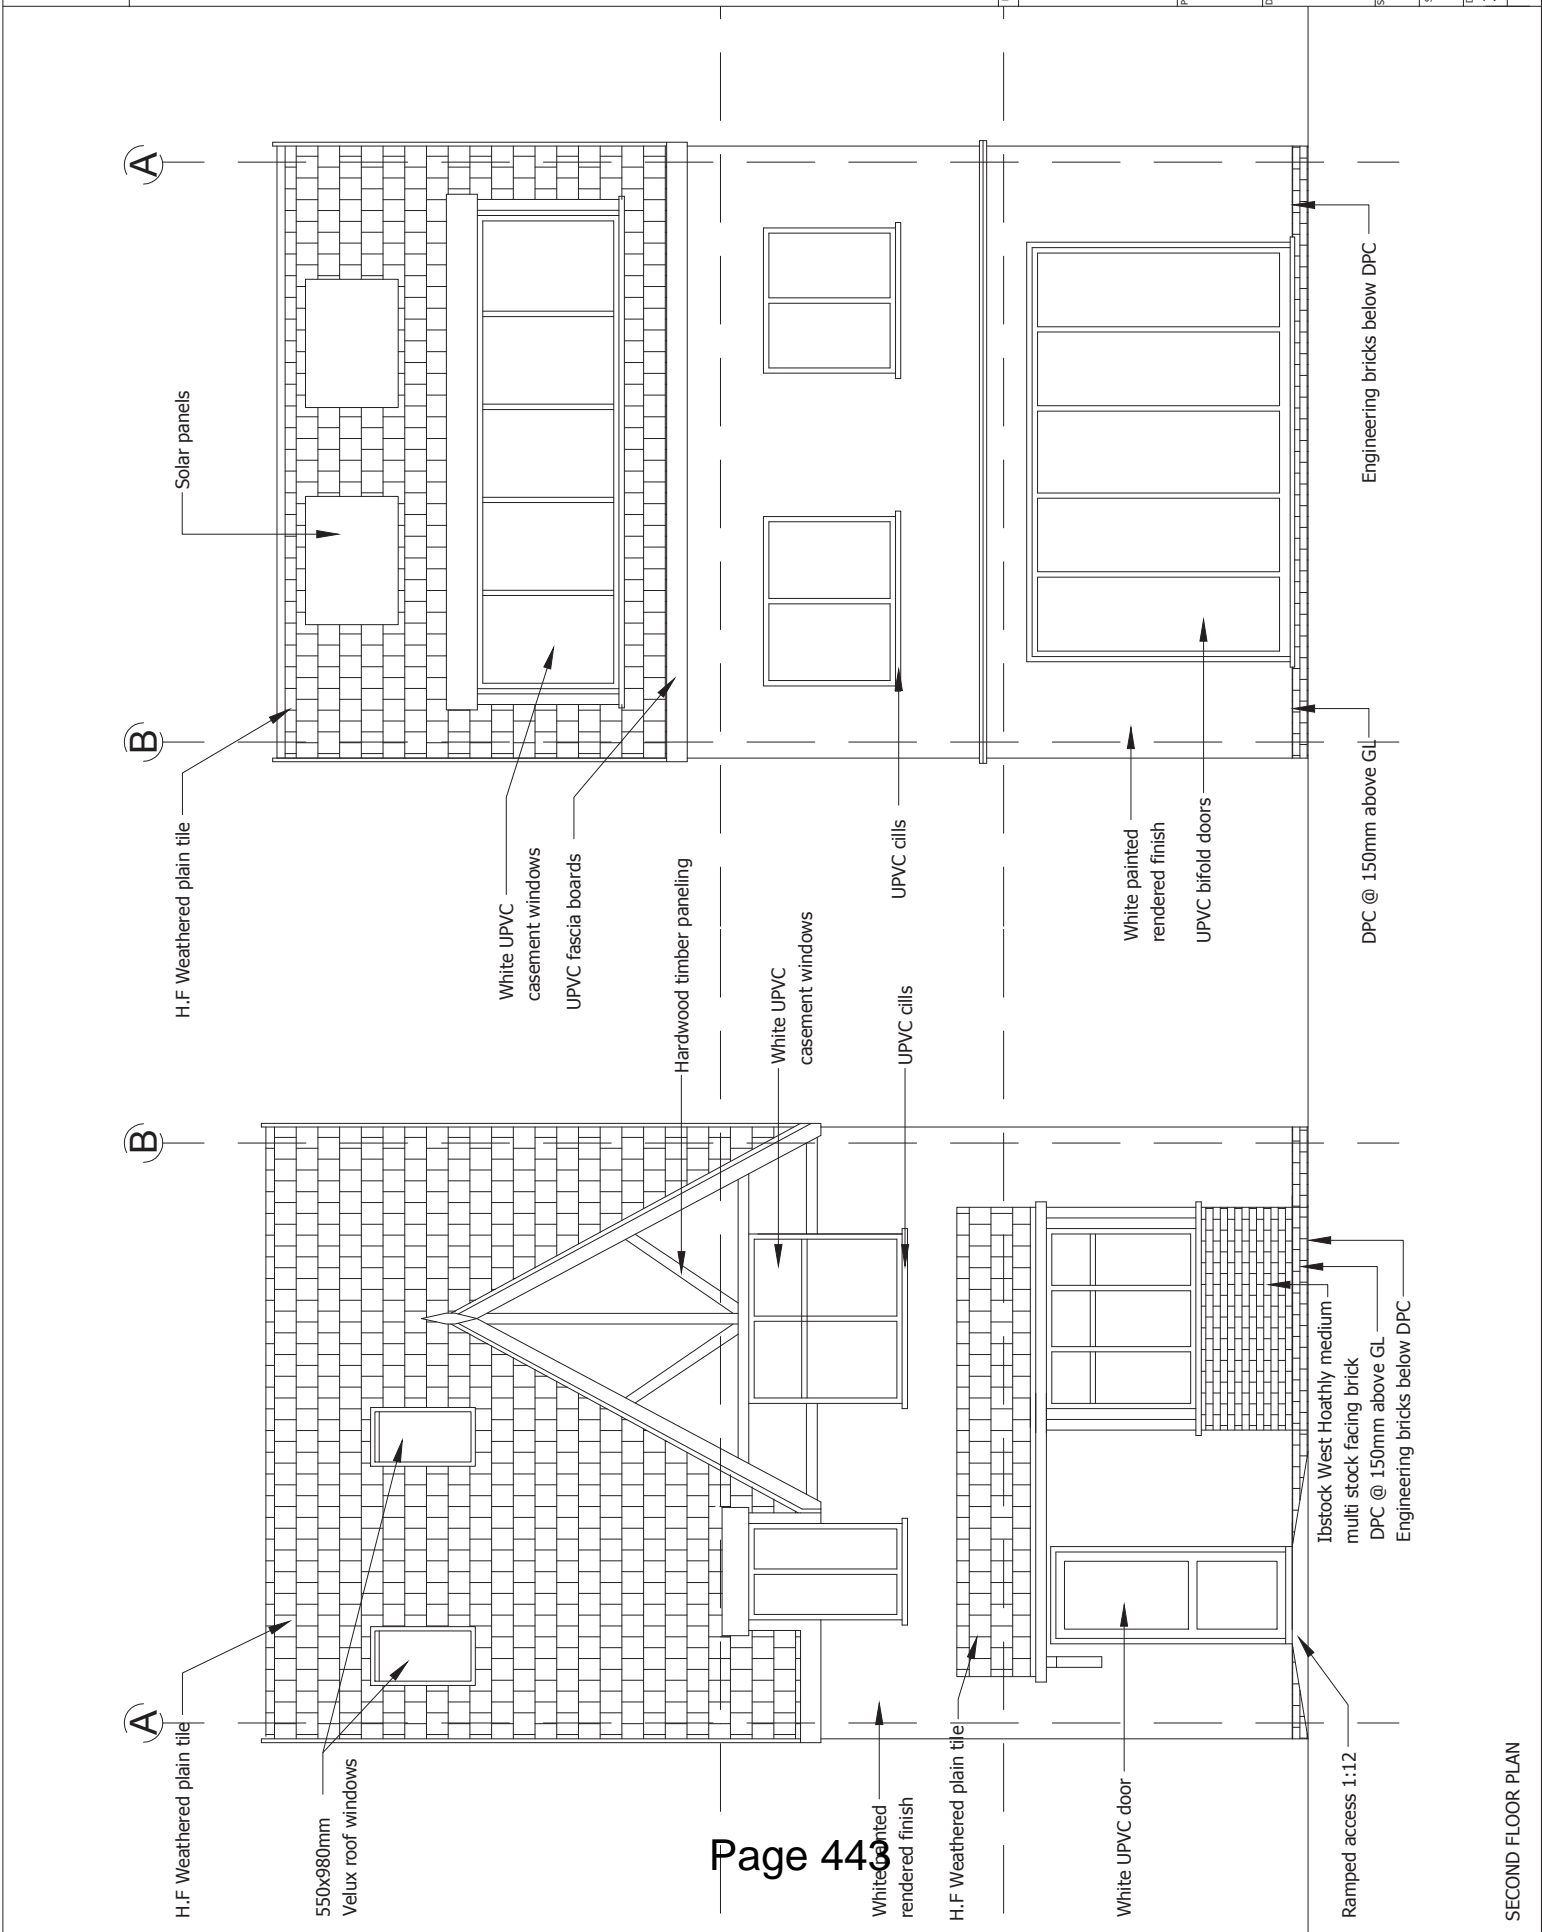 A
B
B
A
H.F Weathered plain tile
550x980mm
Velux roof windows
Hardwood timber paneling
White UPVC
casement windows
UPVC cills
White painted
rendered finish
H.F Weathered plain tile
White UPVC door
Ramped access 1:12
Ibstock West Hoathly medium
multi stock facing brick
DPC @ 150mm above GL
Engineering bricks below DPC
H.F Weathered plain tile
Solar panels
White UPVC
casement windows
UPVC fascia boards
UPVC cills
White painted
rendered finish
UPVC bifold doors
DPC @ 150mm above GL
Engineering bricks below DPC
SECOND FLOOR PLAN
Page 443